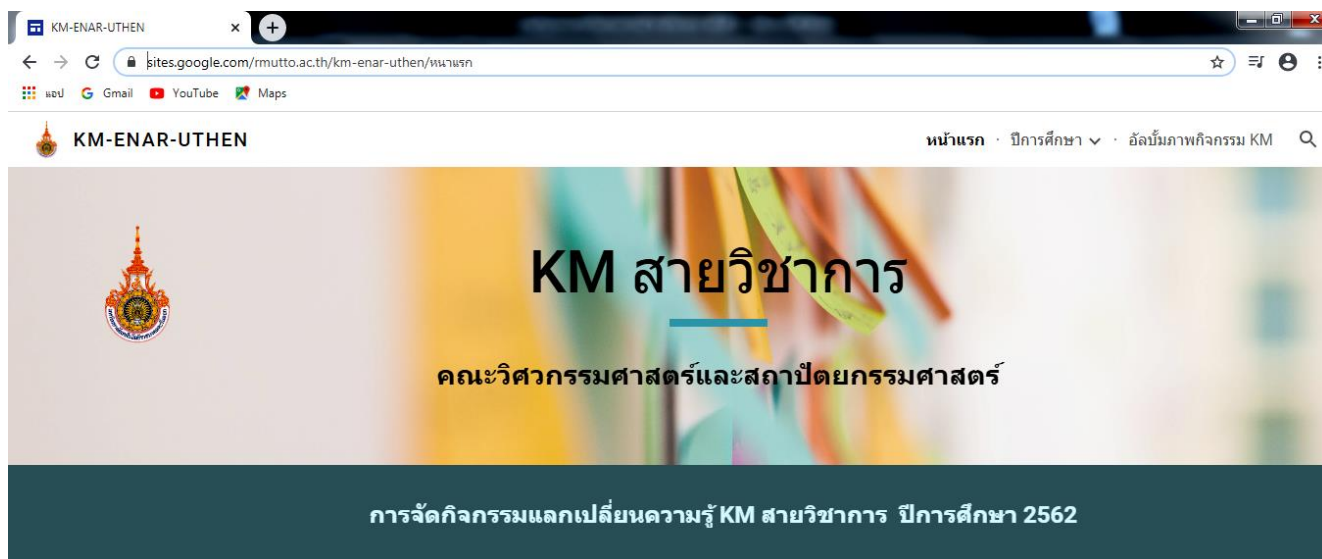 KM-ENAR-UTHEN
sites.google.com/rmutto.ac.th/km-enar-uthen/หน้าแรก
แอป Gmail YouTube Maps
KM-ENAR-UTHEN หน้าแรก · ปีการศึกษา · อัลบั้มภาพกิจกรรม KM
KM สายวิชาการ
คณะวิศวกรรมศาสตร์และสถาปัตยกรรมศาสตร์
การจัดกิจกรรมแลกเปลี่ยนความรู้ KM สายวิชาการ ปีการศึกษา 2562